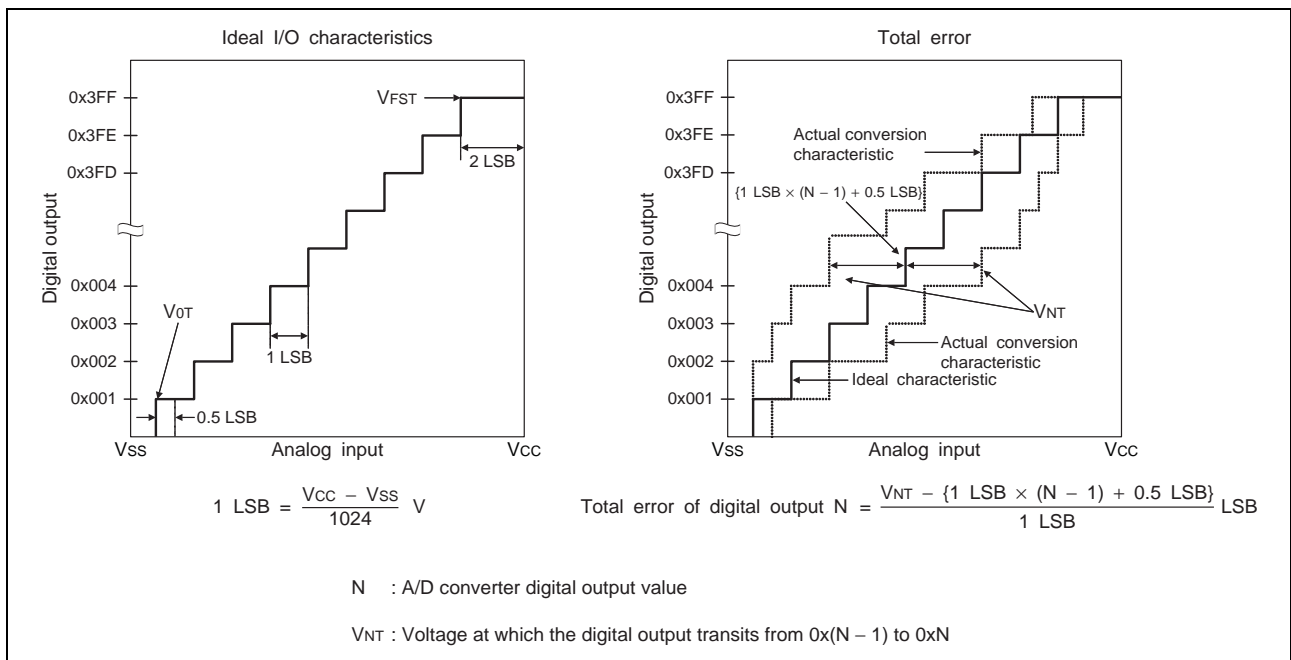 Ideal I/O characteristics
0x3FF
0x3FE
0x3FD
0x004
0x003
0x002
0x001
Digital output
VFST
2 LSB
V0T
1 LSB
0.5 LSB
VSS
Analog input
VCC
1 LSB = VCC − VSS / 1024 V
Total error
0x3FF
0x3FE
0x3FD
0x004
0x003
0x002
0x001
Digital output
Actual conversion
characteristic
{1 LSB × (N − 1) + 0.5 LSB}
VNT
Actual conversion
characteristic
Ideal characteristic
VSS
Analog input
VCC
Total error of digital output N = VNT − {1 LSB × (N − 1) + 0.5 LSB} / 1 LSB LSB
N : A/D converter digital output value
VNT : Voltage at which the digital output transits from 0x(N − 1) to 0xN